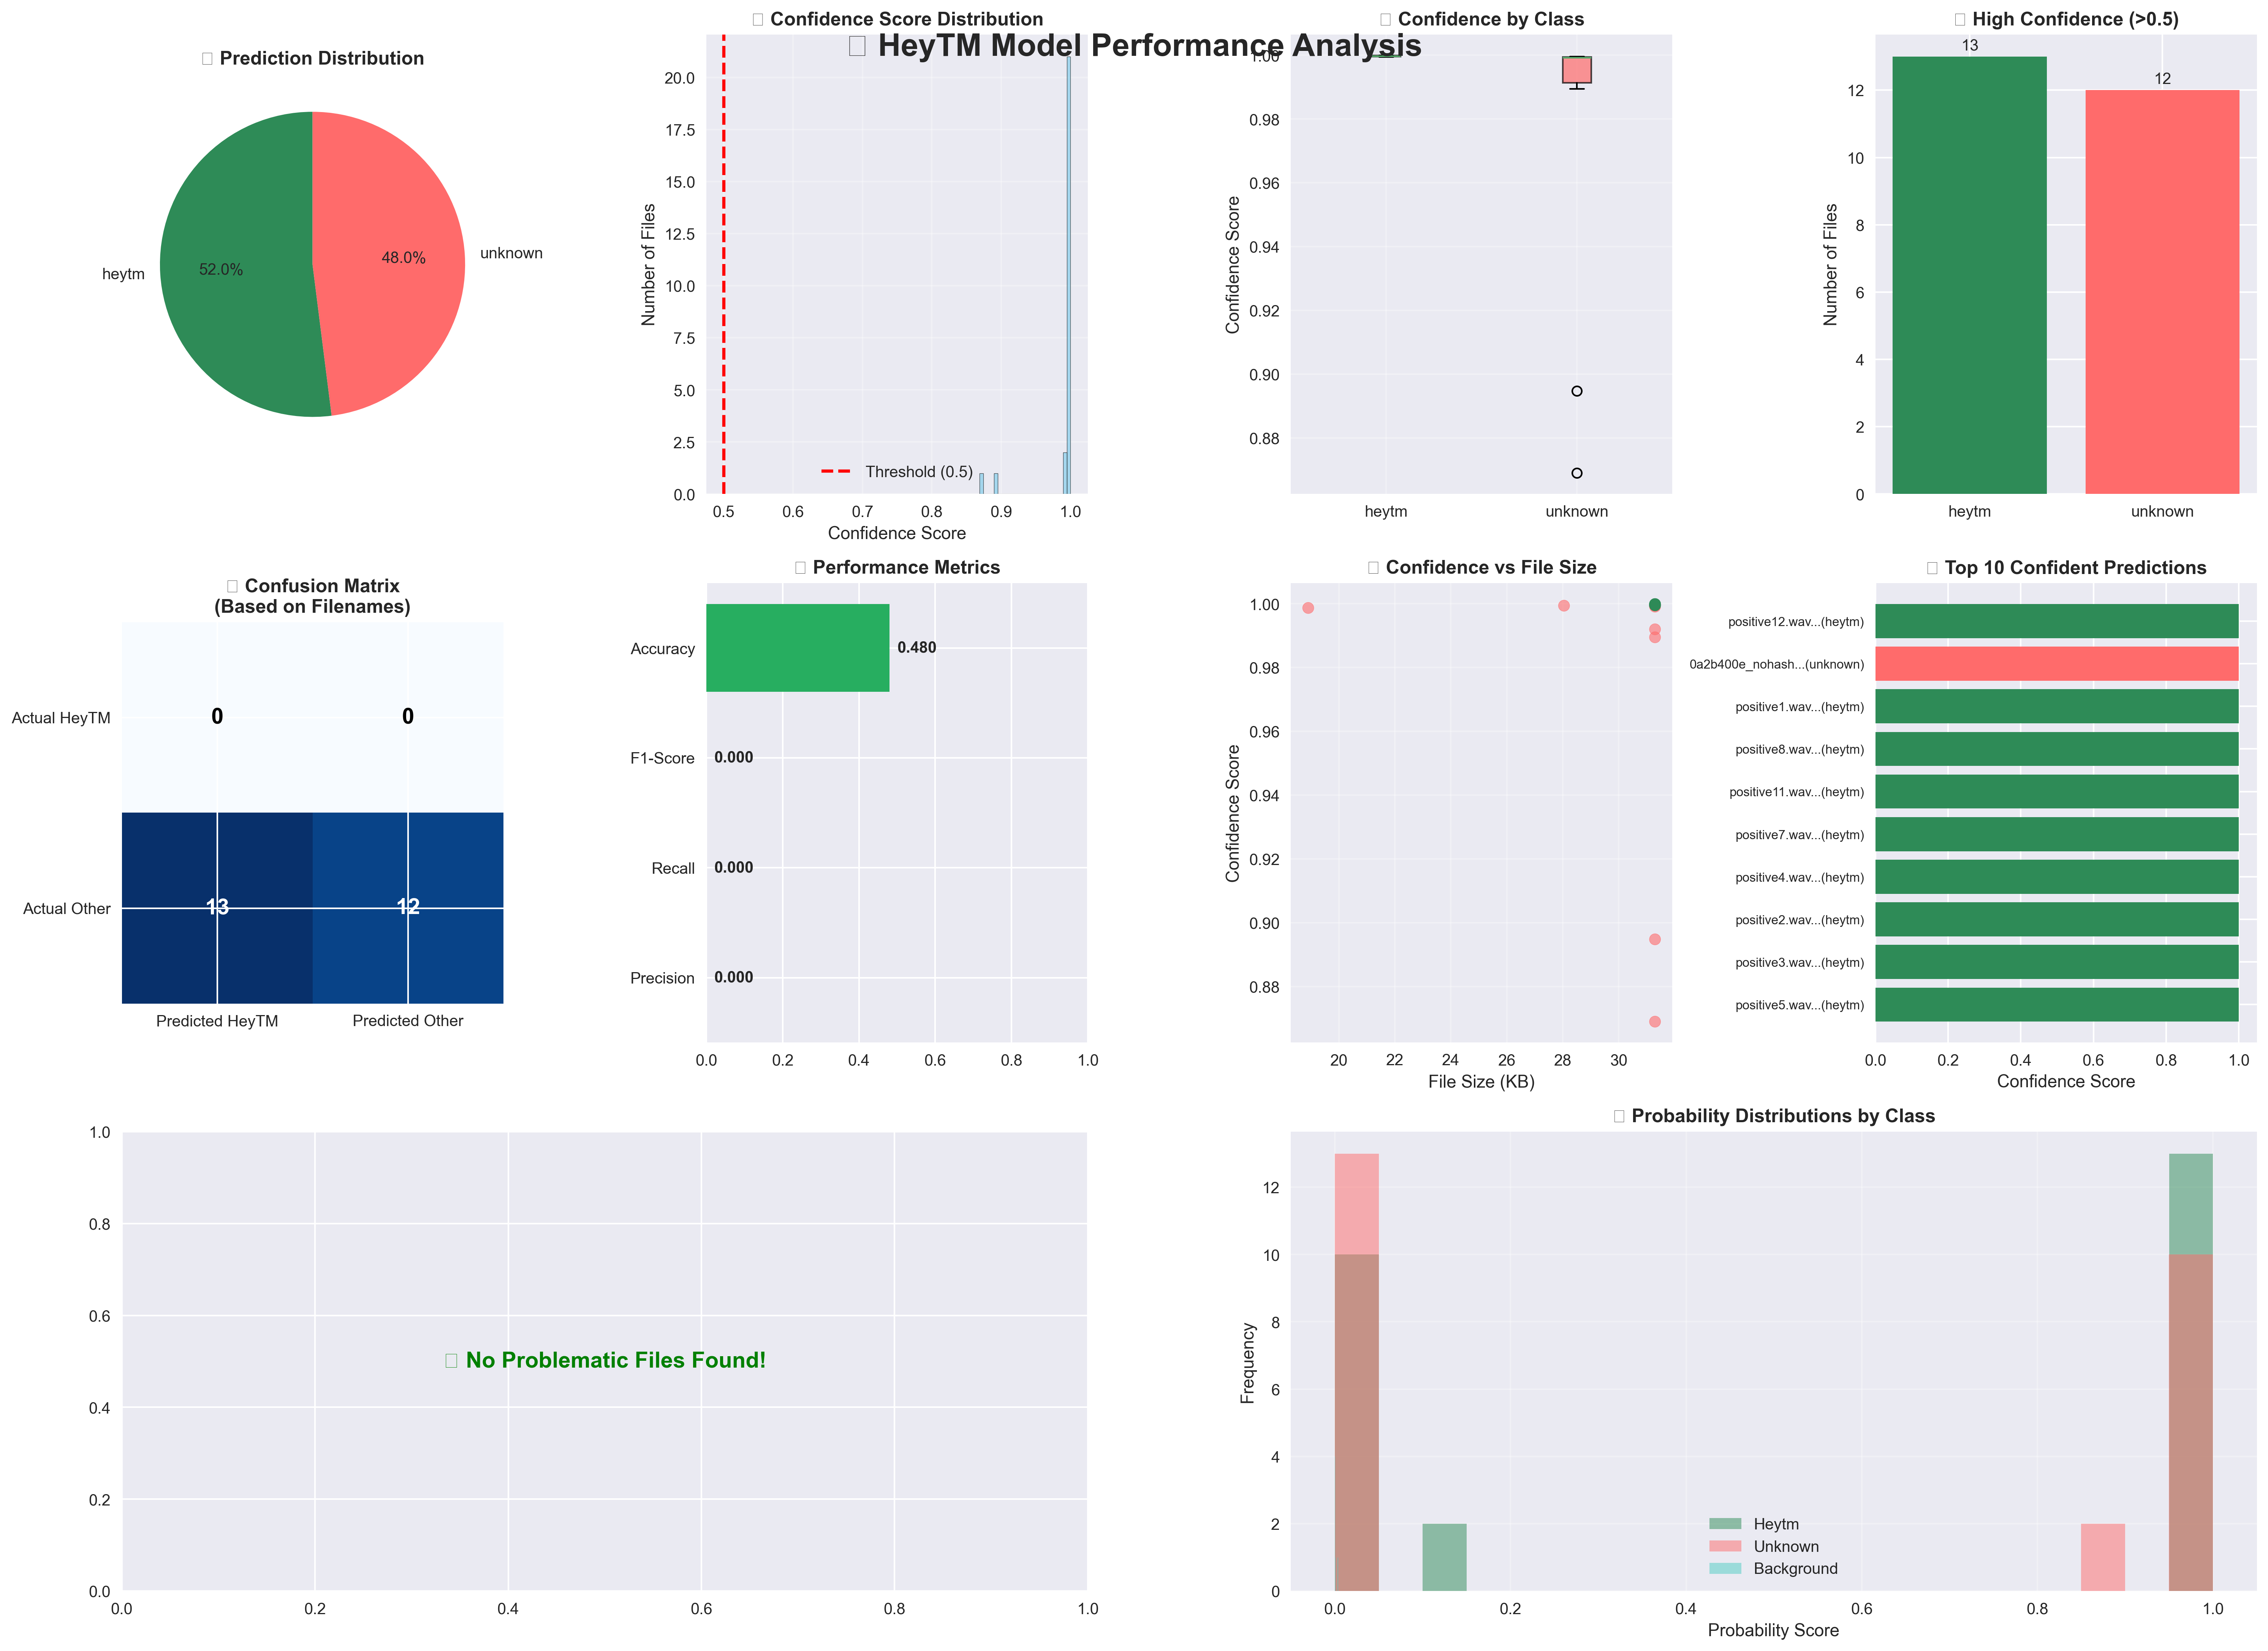 HeyTM Model Performance Analysis
Prediction Distribution
heytm
52.0%
48.0%
unknown
Confidence Score Distribution
Number of Files
20.0
17.5
15.0
12.5
10.0
7.5
5.0
2.5
0.0
Threshold (0.5)
0.5 0.6 0.7 0.8 0.9 1.0
Confidence Score
Confidence by Class
Confidence Score
1.00
0.98
0.96
0.94
0.92
0.90
0.88
heytm unknown
High Confidence (>0.5)
Number of Files
13
12
12
10
8
6
4
2
0
heytm unknown
Confusion Matrix
(Based on Filenames)
Actual HeyTM
0 0
Actual Other
13 12
Predicted HeyTM Predicted Other
Performance Metrics
Accuracy 0.480
F1-Score 0.000
Recall 0.000
Precision 0.000
0.0 0.2 0.4 0.6 0.8 1.0
Confidence vs File Size
Confidence Score
1.00
0.98
0.96
0.94
0.92
0.90
0.88
20 22 24 26 28 30
File Size (KB)
Top 10 Confident Predictions
positive12.wav...(heytm)
0a2b400e_nohash...(unknown)
positive1.wav...(heytm)
positive8.wav...(heytm)
positive11.wav...(heytm)
positive7.wav...(heytm)
positive4.wav...(heytm)
positive2.wav...(heytm)
positive3.wav...(heytm)
positive5.wav...(heytm)
0.0 0.2 0.4 0.6 0.8 1.0
Confidence Score
1.0
0.8
0.6
0.4
0.2
0.0
No Problematic Files Found!
0.0 0.2 0.4 0.6 0.8 1.0
Probability Distributions by Class
Frequency
12
10
8
6
4
2
0
Heytm
Unknown
Background
0.0 0.2 0.4 0.6 0.8 1.0
Probability Score